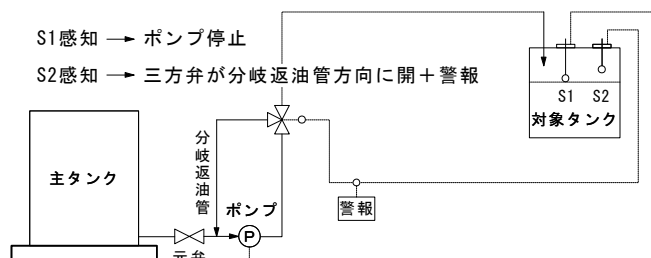 S1感知 → ポンプ停止
S2感知 → 三方弁が分岐返油管方向に開+警報
S1
S2
対象タンク
主タンク
分岐返油管
ポンプ
P
警報
元弁